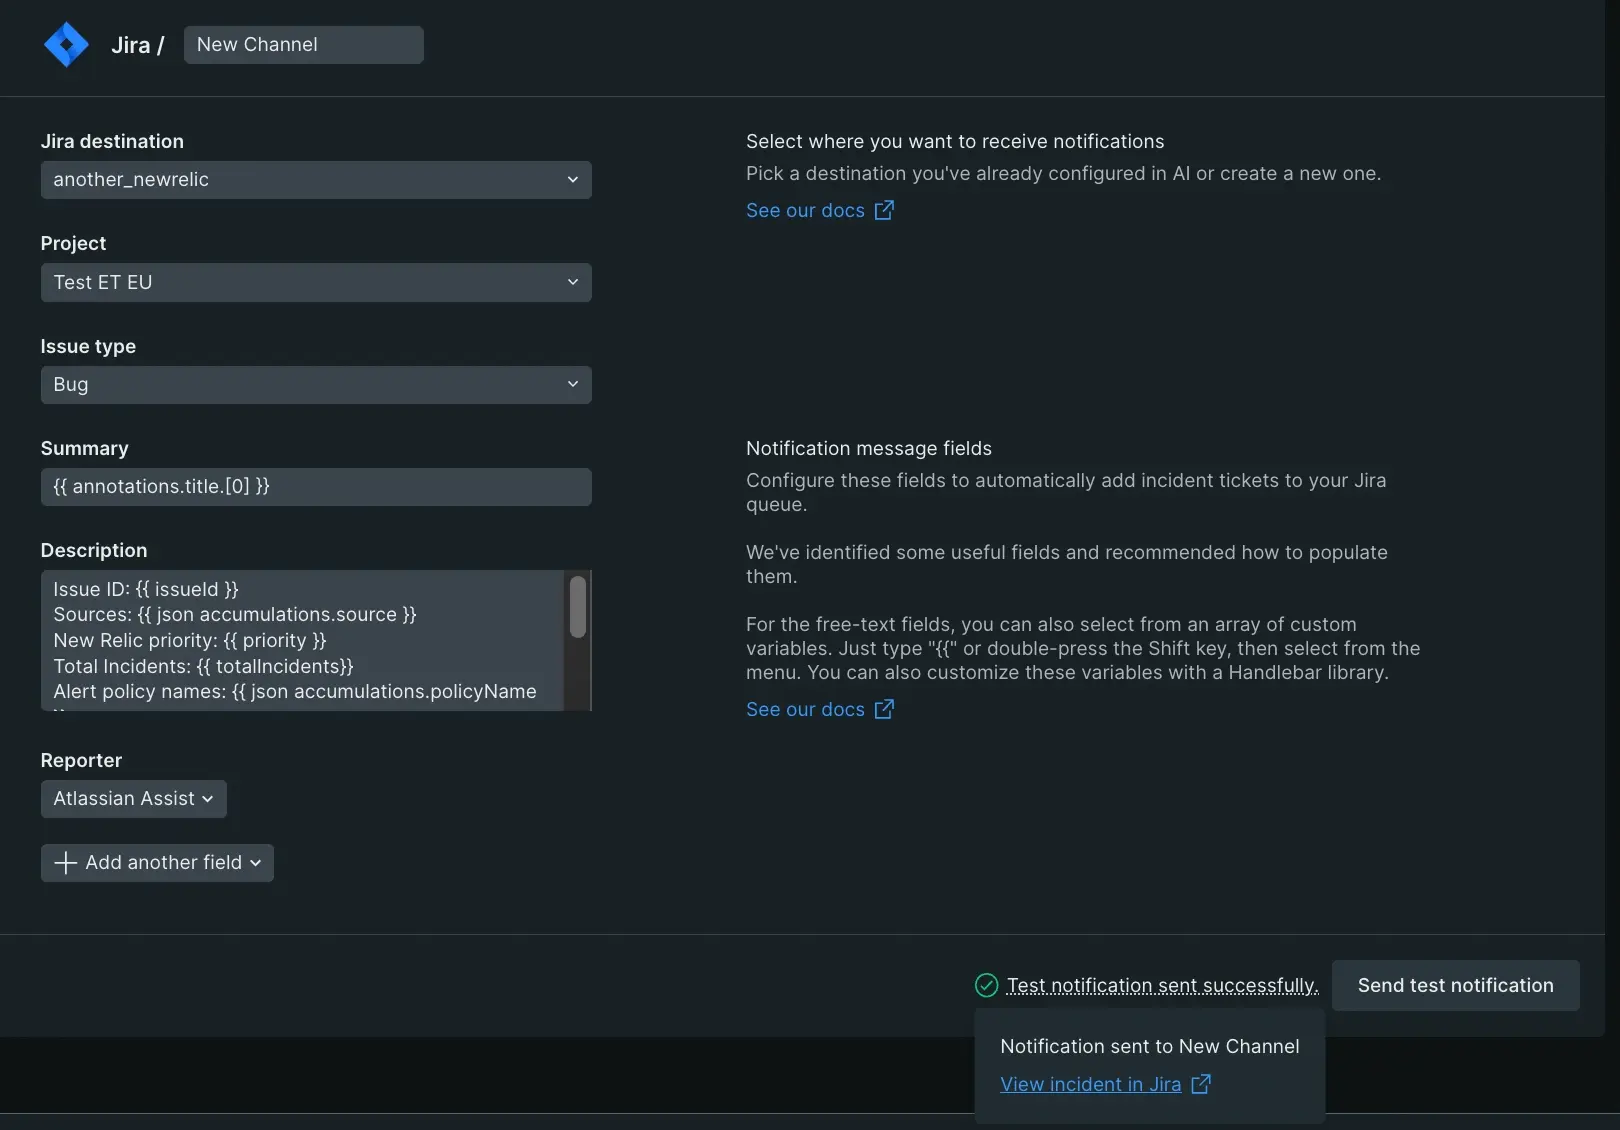 Jira /
New Channel
Jira destination
another_newrelic
Select where you want to receive notifications
Pick a destination you've already configured in AI or create a new one.
See our docs
Project
Test ET EU
Issue type
Bug
Summary
{{ annotations.title.[0] }}
Description
Issue ID: {{ issueId }}
Sources: {{ json accumulations.source }}
New Relic priority: {{ priority }}
Total Incidents: {{ totalIncidents}}
Alert policy names: {{ json accumulations.policyName
Notification message fields
Configure these fields to automatically add incident tickets to your Jira
queue.
We've identified some useful fields and recommended how to populate
them.
For the free-text fields, you can also select from an array of custom
variables. Just type "{{" or double-press the Shift key, then select from the
menu. You can also customize these variables with a Handlebar library.
See our docs
Reporter
Atlassian Assist
Add another field
Test notification sent successfully.
Send test notification
Notification sent to New Channel
View incident in Jira